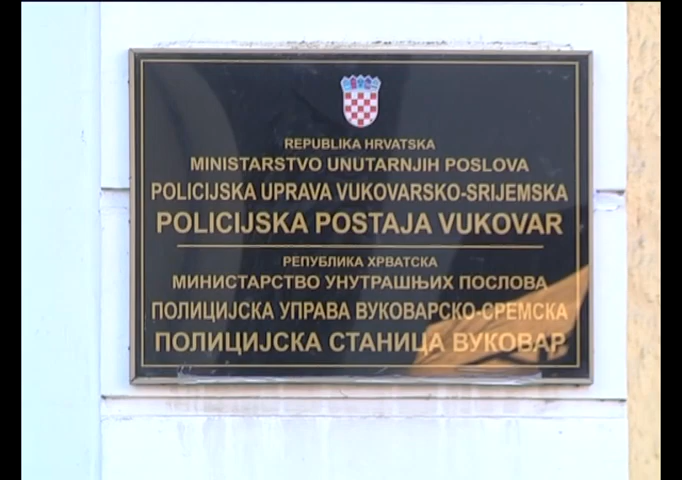 REPUBLIKA HRVATSKA
MINISTARSTVO UNUTARNJIH POSLOVA
POLICIJSKA UPRAVA VUKOVARSKO-SRIJEMSKA
POLICIJSKA POSTAJA VUKOVAR
РЕПУБЛИКА ХРВАТСКА
МИНИСТАРСТВО УНУТРАШЊИХ ПОСЛОВА
ПОЛИЦИЈСКА УПРАВА ВУКОВАРСКО-СРЕМСКА
ПОЛИЦИЈСКА СТАНИЦА ВУКОВАР